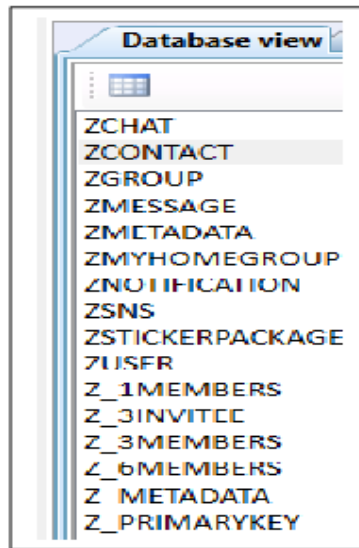 Database view
ZCHAT
ZCONTACT
ZGROUP
ZMESSAGE
ZMETADATA
ZMYHOMEGROUP
ZNOTIFICATION
ZSNS
ZSTICKERPACKAGE
ZUSER
Z_1MEMBERS
Z_3INVITEE
Z_3MEMBERS
Z_6MEMBERS
Z_METADATA
Z_PRIMARYKEY